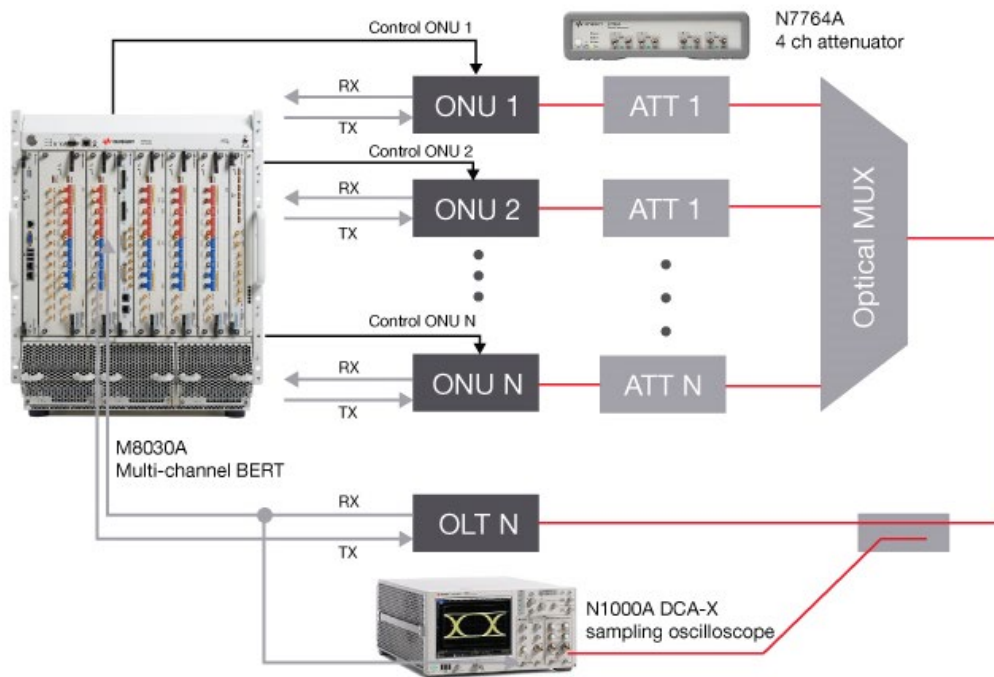 Control ONU 1
N7764A
4 ch attenuator
RX
TX
ONU 1
ATT 1
Control ONU 2
RX
TX
ONU 2
ATT 1
Optical MUX
Control ONU N
RX
TX
ONU N
ATT N
M8030A
Multi-channel BERT
RX
TX
OLT N
N1000A DCA-X
sampling oscilloscope